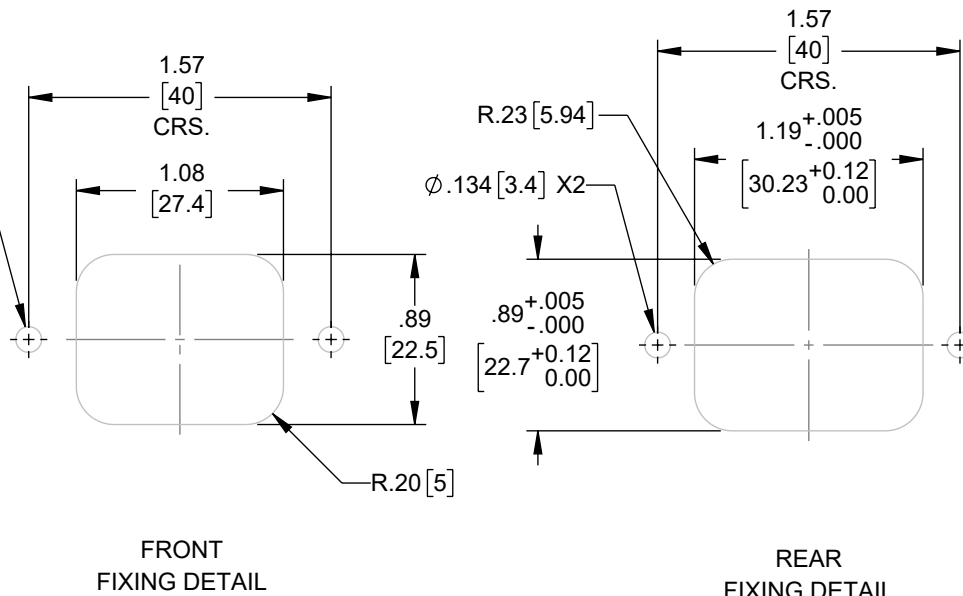 1.57
[40]
CRS.
1.08
[27.4]
.89
[22.5]
R.20[5]
FRONT
FIXING DETAIL
1.57
[40]
CRS.
R.23[5.94]
1.19+.005
-.000
[30.23+0.12
0.00]
Ø.134[3.4] X2
.89+.005
-.000
[22.7+0.12
0.00]
REAR
FIXING DETAIL